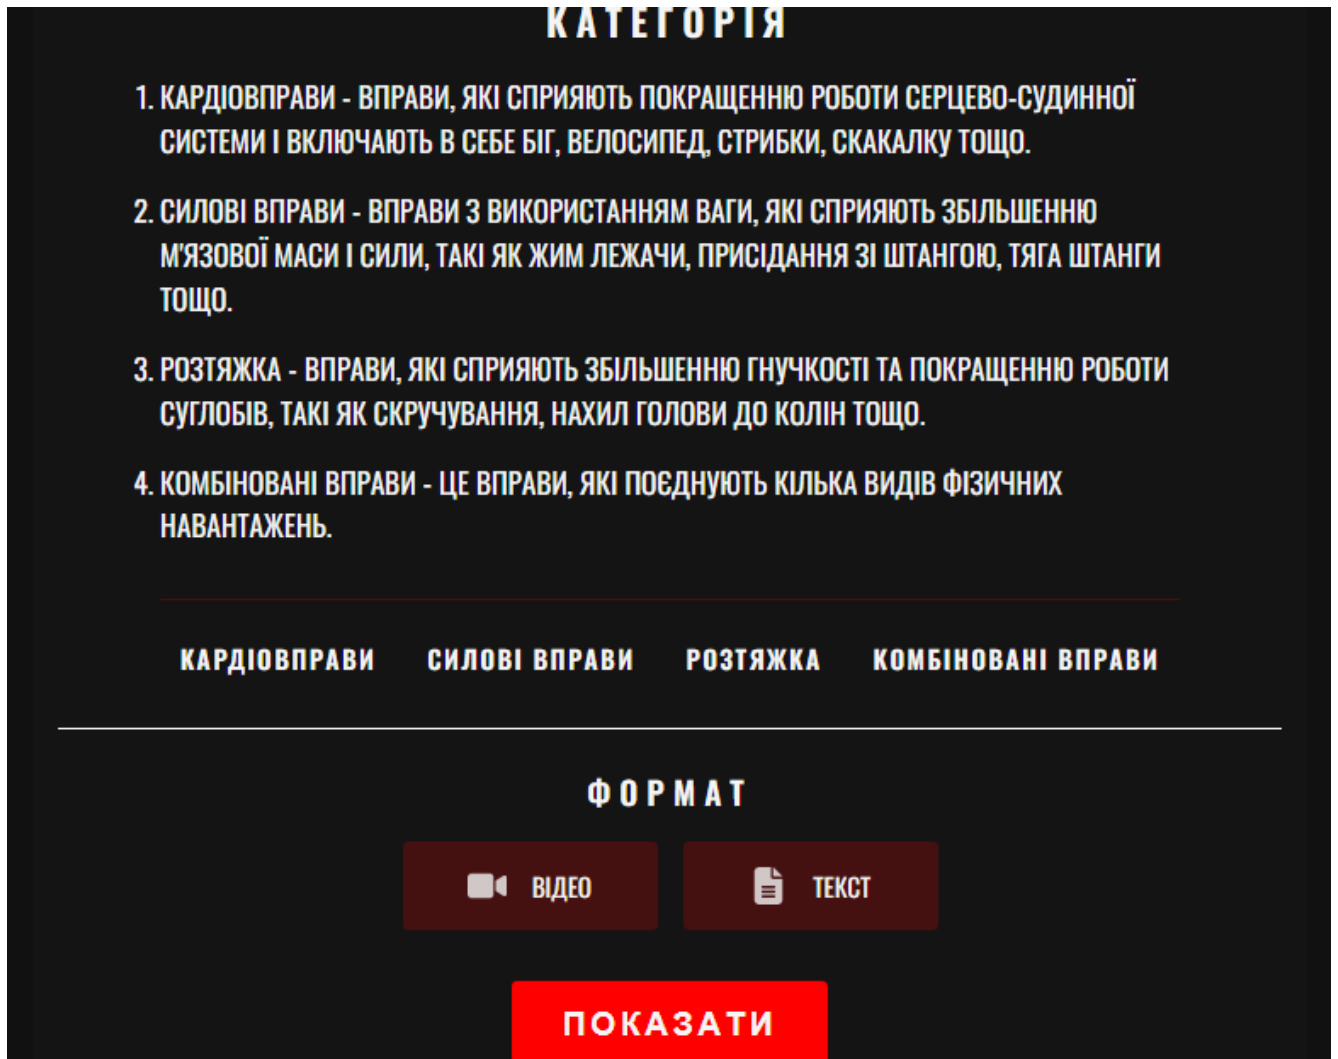 КАТЕГОРІЯ
1. КАРДІОВПРАВИ - ВПРАВИ, ЯКІ СПРИЯЮТЬ ПОКРАЩЕННЮ РОБОТИ СЕРЦЕВО-СУДИННОЇ
СИСТЕМИ І ВКЛЮЧАЮТЬ В СЕБЕ БІГ, ВЕЛОСИПЕД, СТРИБКИ, СКАКАЛКУ ТОЩО.
2. СИЛОВІ ВПРАВИ - ВПРАВИ З ВИКОРИСТАННЯМ ВАГИ, ЯКІ СПРИЯЮТЬ ЗБІЛЬШЕННЮ
М'ЯЗОВОЇ МАСИ І СИЛИ, ТАКІ ЯК ЖИМ ЛЕЖАЧИ, ПРИСІДАННЯ ЗІ ШТАНГОЮ, ТЯГА ШТАНГИ
ТОЩО.
3. РОЗТЯЖКА - ВПРАВИ, ЯКІ СПРИЯЮТЬ ЗБІЛЬШЕННЮ ГНУЧКОСТІ ТА ПОКРАЩЕННЮ РОБОТИ
СУГЛОБІВ, ТАКІ ЯК СКРУЧУВАННЯ, НАХИЛ ГОЛОВИ ДО КОЛІН ТОЩО.
4. КОМБІНОВАНІ ВПРАВИ - ЦЕ ВПРАВИ, ЯКІ ПОЄДНУЮТЬ КІЛЬКА ВИДІВ ФІЗИЧНИХ
НАВАНТАЖЕНЬ.
КАРДІОВПРАВИ СИЛОВІ ВПРАВИ РОЗТЯЖКА КОМБІНОВАНІ ВПРАВИ
ФОРМАТ
ВІДЕО ТЕКСТ
ПОКАЗАТИ